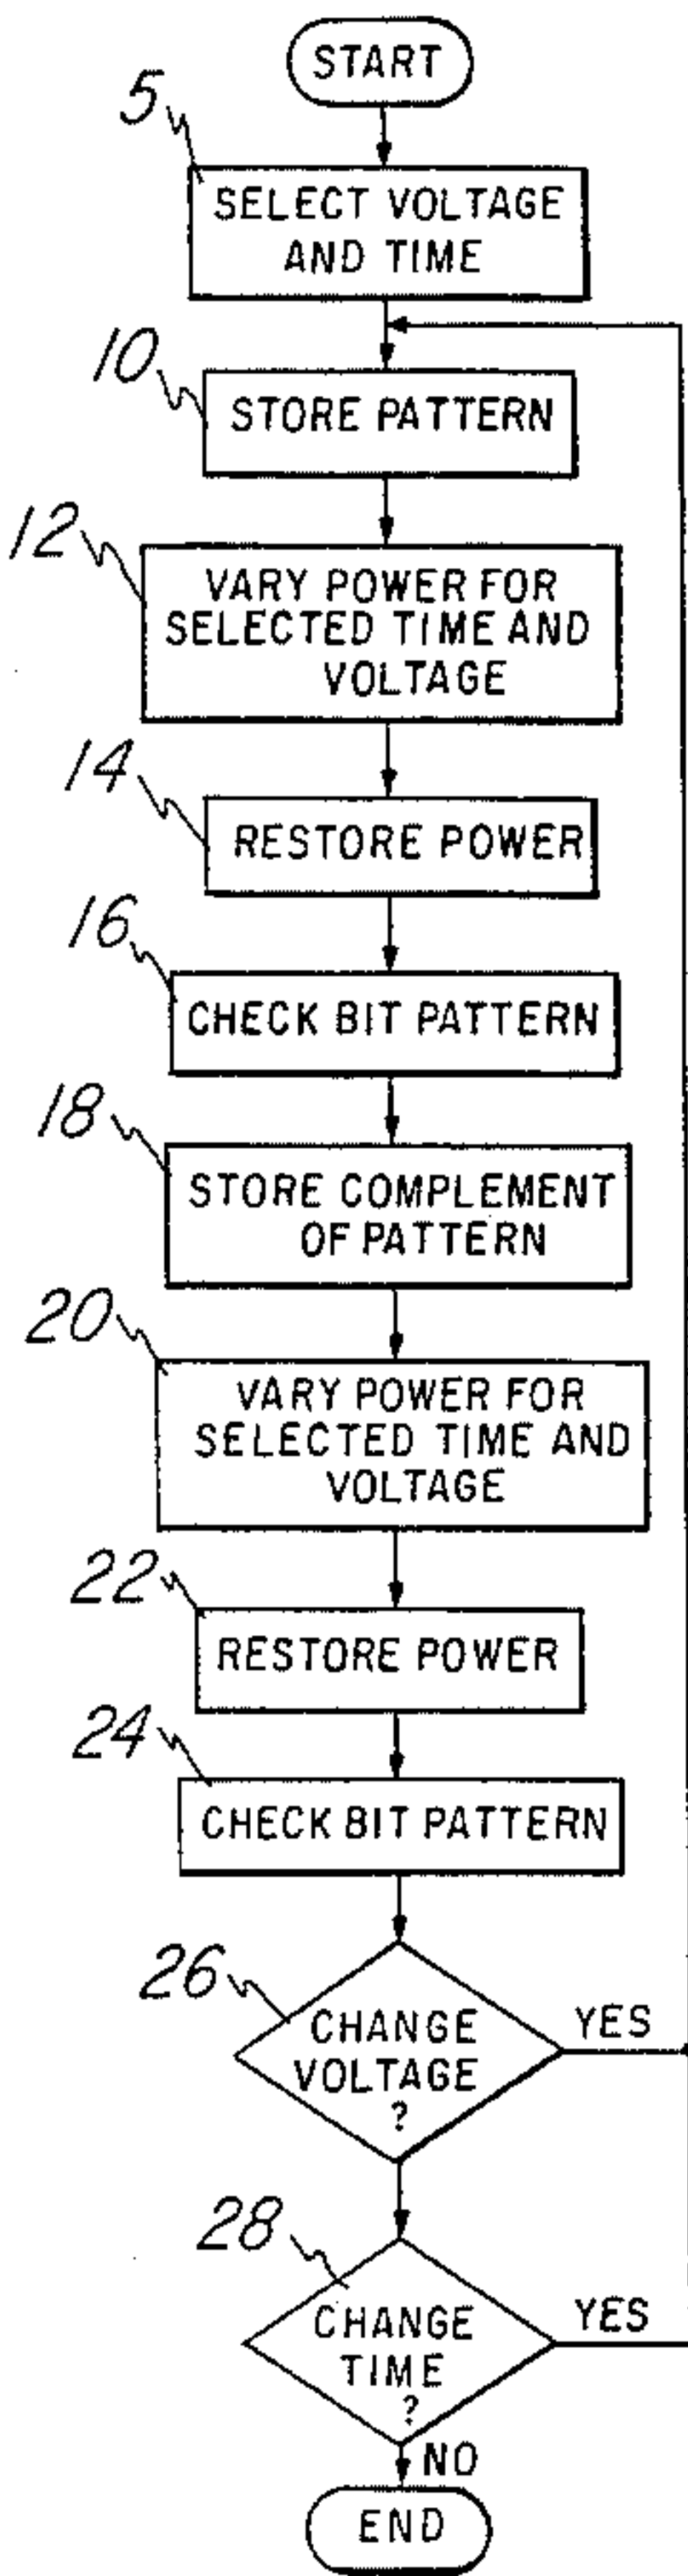 START
5
SELECT VOLTAGE
AND TIME
10
STORE PATTERN
12
VARY POWER FOR
SELECTED TIME AND
VOLTAGE
14
RESTORE POWER
16
CHECK BIT PATTERN
18
STORE COMPLEMENT
OF PATTERN
20
VARY POWER FOR
SELECTED TIME AND
VOLTAGE
22
RESTORE POWER
24
CHECK BIT PATTERN
26
CHANGE
VOLTAGE
?
YES
28
CHANGE
TIME
?
YES
NO
END